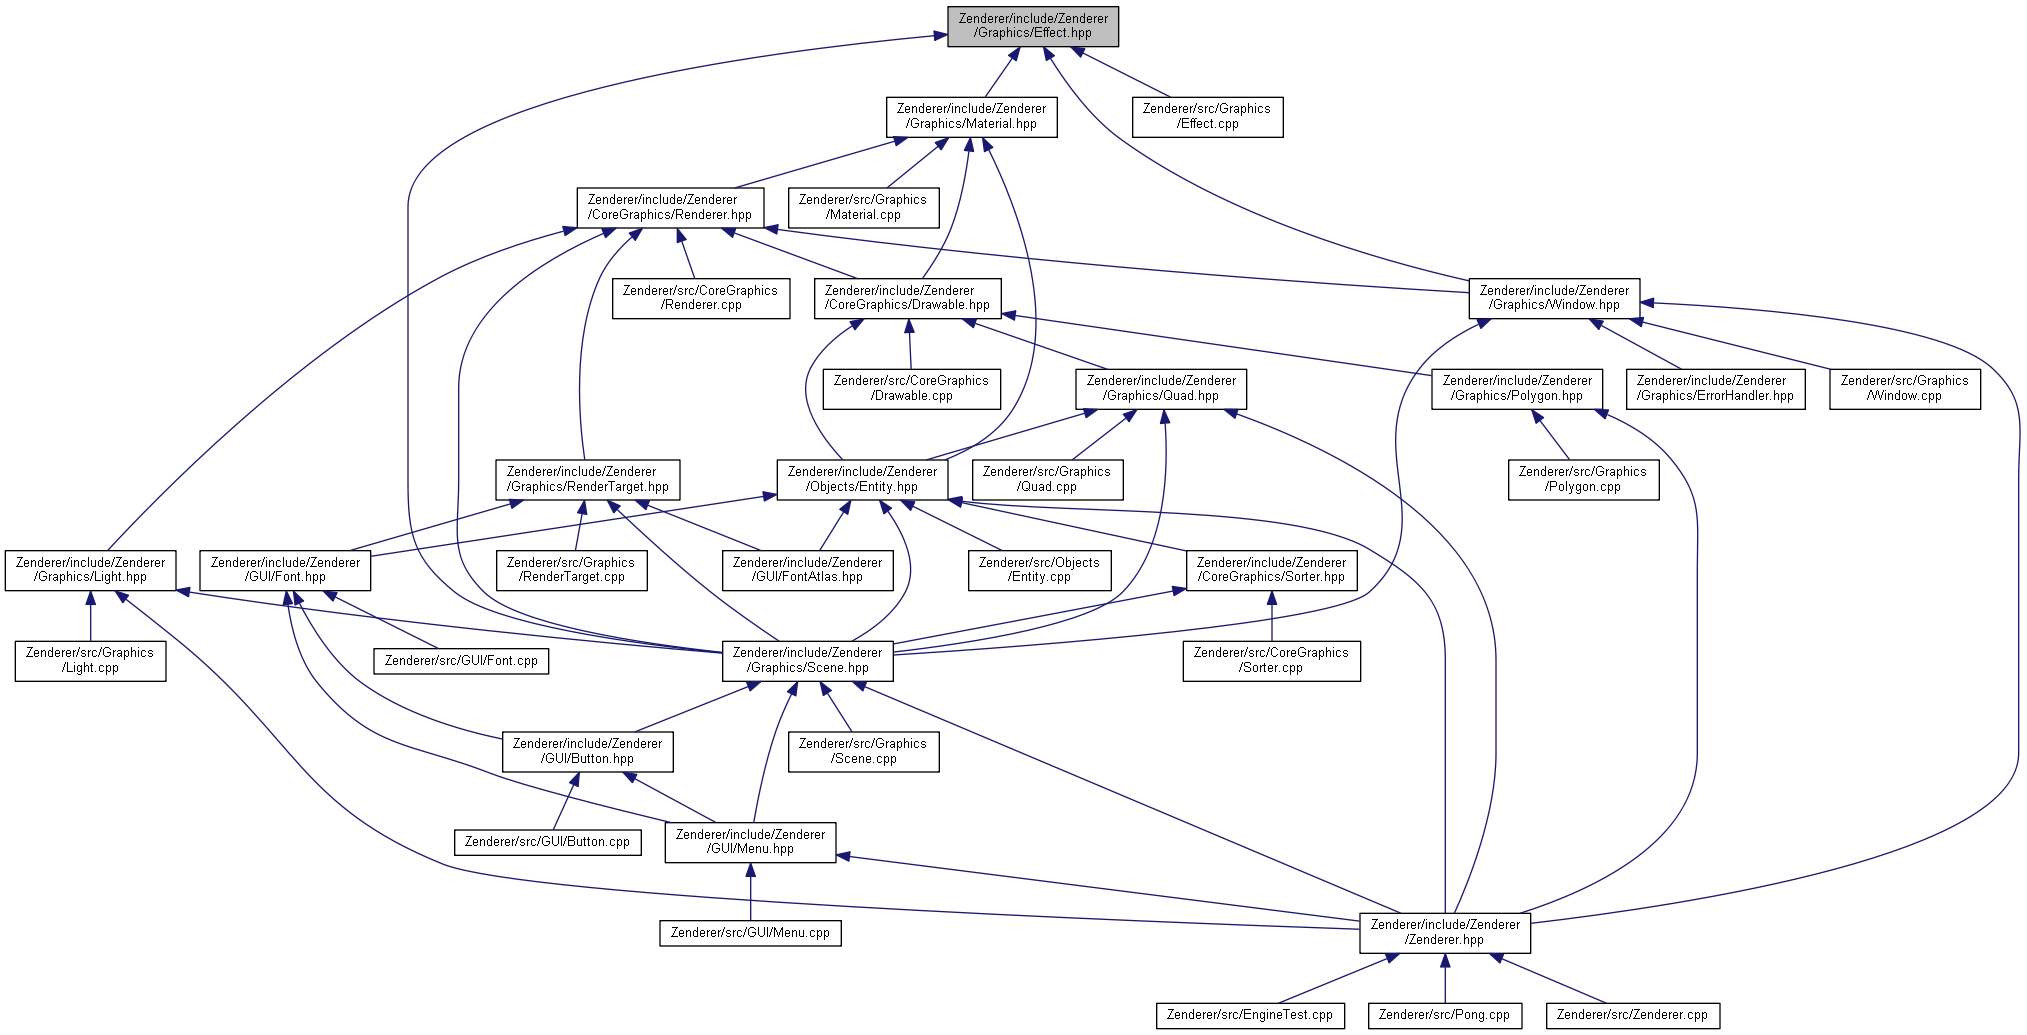 Zenderer/include/Zenderer
/Graphics/Effect.hpp
Zenderer/include/Zenderer
/Graphics/Material.hpp
Zenderer/src/Graphics
/Effect.cpp
Zenderer/include/Zenderer
/CoreGraphics/Renderer.hpp
Zenderer/src/Graphics
/Material.cpp
Zenderer/src/CoreGraphics
/Renderer.cpp
Zenderer/include/Zenderer
/CoreGraphics/Drawable.hpp
Zenderer/include/Zenderer
/Graphics/Window.hpp
Zenderer/src/CoreGraphics
/Drawable.cpp
Zenderer/include/Zenderer
/Graphics/Quad.hpp
Zenderer/include/Zenderer
/Graphics/Polygon.hpp
Zenderer/include/Zenderer
/Graphics/ErrorHandler.hpp
Zenderer/src/Graphics
/Window.cpp
Zenderer/include/Zenderer
/Graphics/RenderTarget.hpp
Zenderer/include/Zenderer
/Objects/Entity.hpp
Zenderer/src/Graphics
/Quad.cpp
Zenderer/src/Graphics
/Polygon.cpp
Zenderer/include/Zenderer
/Graphics/Light.hpp
Zenderer/include/Zenderer
/GUI/Font.hpp
Zenderer/src/Graphics
/RenderTarget.cpp
Zenderer/include/Zenderer
/GUI/FontAtlas.hpp
Zenderer/src/Objects
/Entity.cpp
Zenderer/include/Zenderer
/CoreGraphics/Sorter.hpp
Zenderer/src/Graphics
/Light.cpp
Zenderer/src/GUI/Font.cpp
Zenderer/include/Zenderer
/Graphics/Scene.hpp
Zenderer/src/CoreGraphics
/Sorter.cpp
Zenderer/include/Zenderer
/GUI/Button.hpp
Zenderer/src/Graphics
/Scene.cpp
Zenderer/src/GUI/Button.cpp
Zenderer/include/Zenderer
/GUI/Menu.hpp
Zenderer/src/GUI/Menu.cpp
Zenderer/include/Zenderer
/Zenderer.hpp
Zenderer/src/EngineTest.cpp
Zenderer/src/Pong.cpp
Zenderer/src/Zenderer.cpp